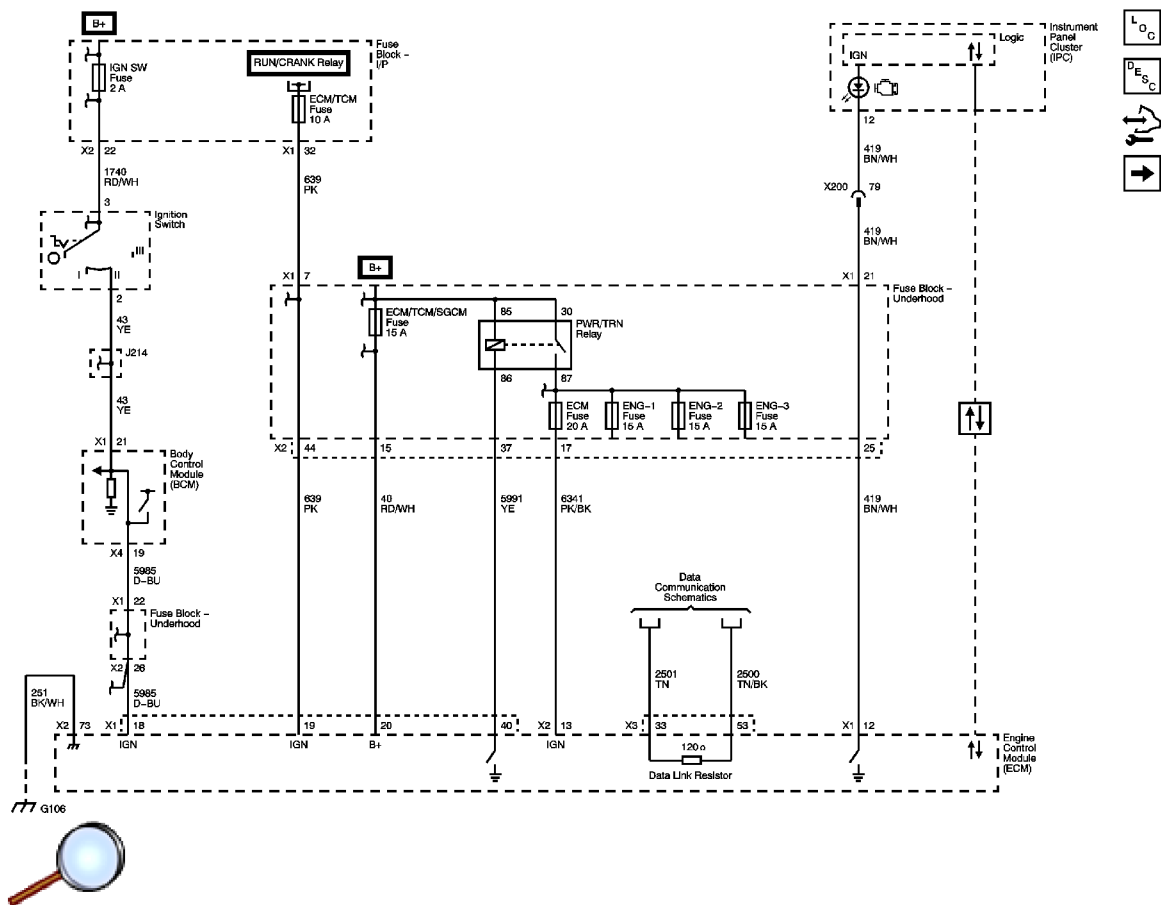 B+
Fuse
Block –
I/P
IGN SW
Fuse
2 A
RUN/CRANK Relay
ECM/TCM
Fuse
10 A
X2 22
X1 32
1740
RD/WH
639
PK
3
Ignition
Switch
I
II
III
2
43
YE
J214
43
YE
X1 21
Body
Control
Module
(BCM)
X4 19
5985
D-BU
X1 22
Fuse Block –
Underhood
X2 26
5985
D-BU
251
BK/WH
G106
Logic
IGN
Instrument
Panel
Cluster
(IPC)
LOC
DESC
12
419
BN/WH
X200 79
419
BN/WH
X1 7
B+
X1 21
Fuse Block –
Underhood
ECM/TCM/SGCM
Fuse
15 A
85
30
PWR/TRN
Relay
86
87
ECM
Fuse
20 A
ENG-1
Fuse
15 A
ENG-2
Fuse
15 A
ENG-3
Fuse
15 A
X2 44
15
37
17
25
639
PK
40
RD/WH
5991
YE
6341
PK/BK
419
BN/WH
Data
Communication
Schematics
2501
TN
2500
TN/BK
X2 73
X1 18
19
20
40
X2 13
X3 33
53
X1 12
IGN
IGN
B+
IGN
120 Ω
Data Link Resistor
Engine
Control
Module
(ECM)